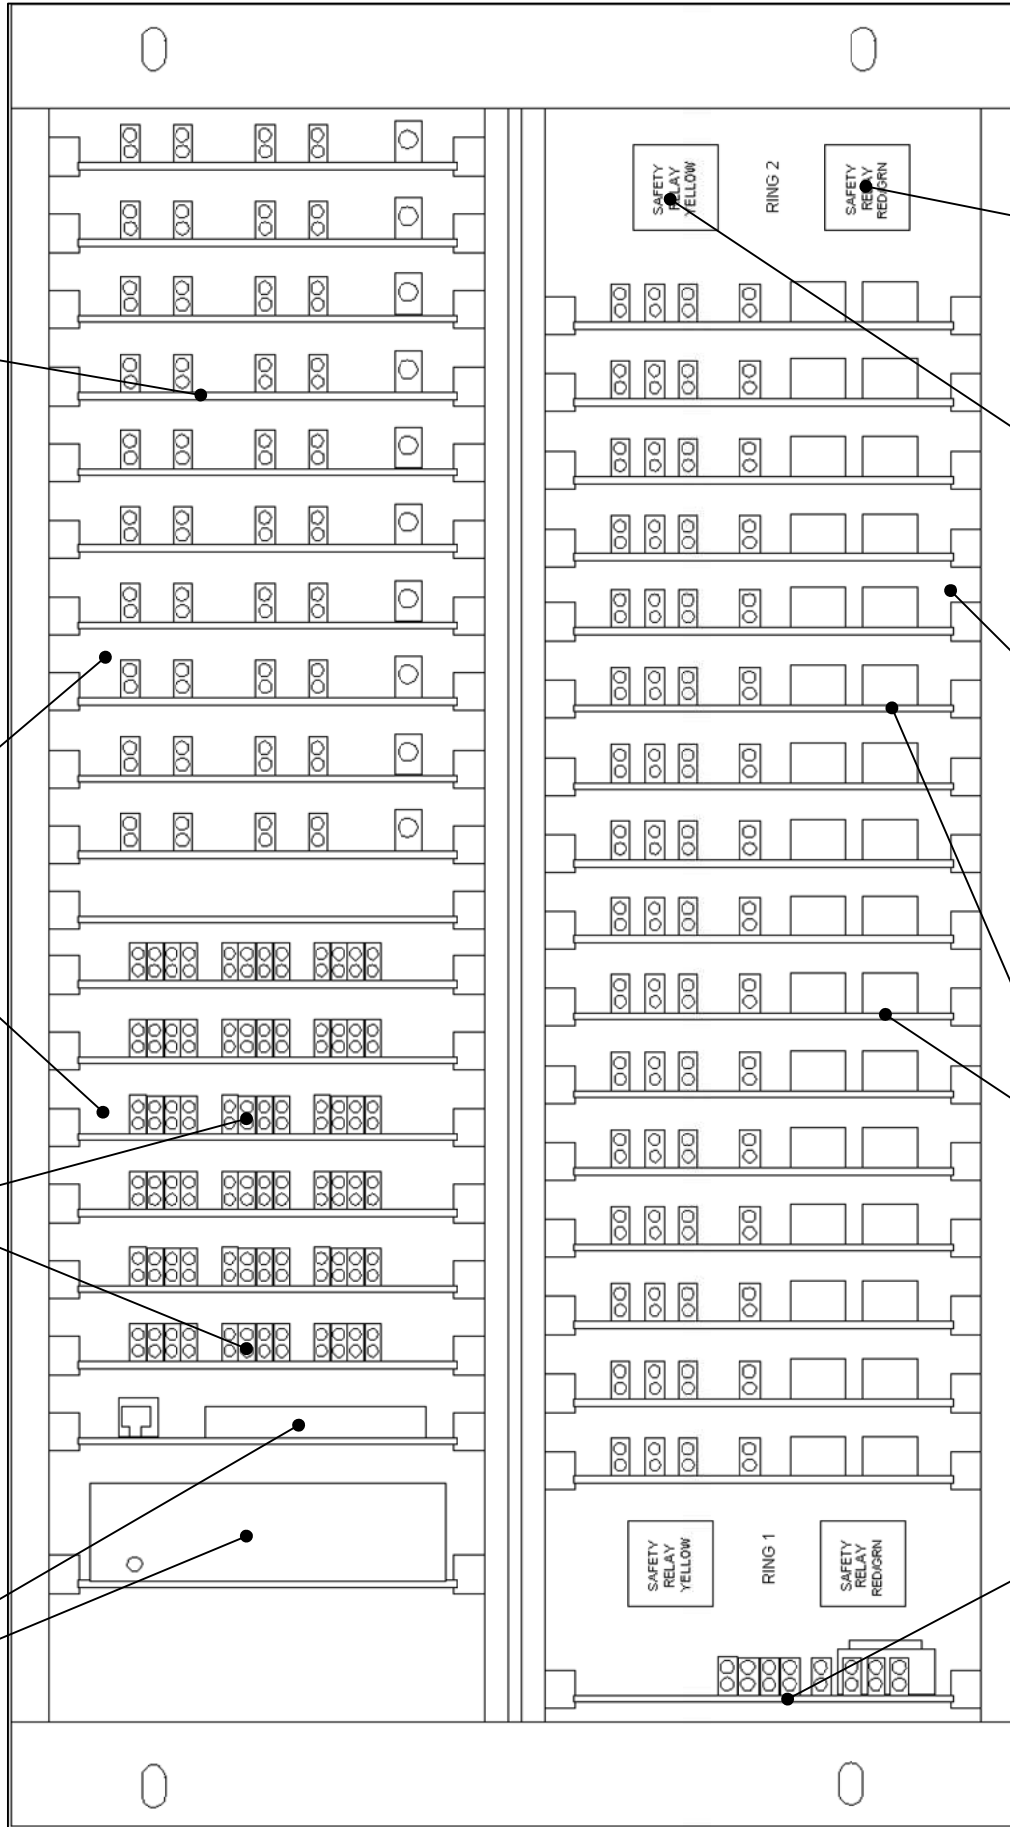 SAFETY
RELAY
YELLOW
RING 2
SAFETY
RELAY
RED/GRN
SAFETY
RELAY
YELLOW
RING 1
SAFETY
RELAY
RED/GRN